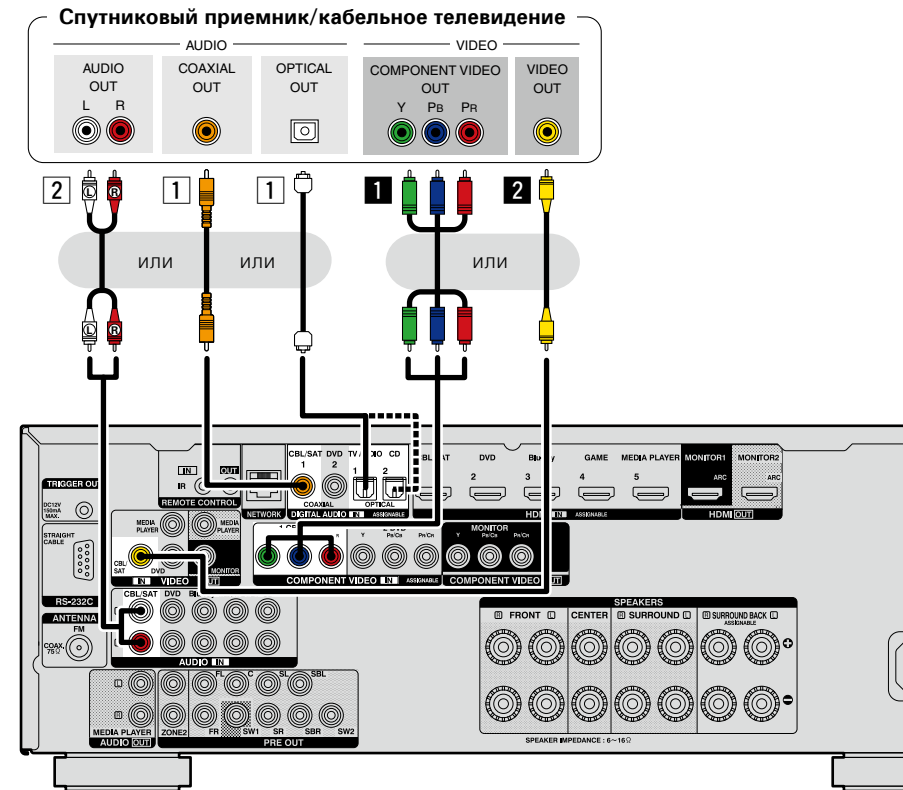 Спутниковый приемник/кабельное телевидение
AUDIO
VIDEO
AUDIO OUT
L R
COAXIAL OUT
OPTICAL OUT
COMPONENT VIDEO OUT
Y PB PR
VIDEO OUT
2
1
1
1
2
L R
ИЛИ
ИЛИ
ИЛИ
L R
TRIGGER OUT
DC12V 150mA MAX.
STRAIGHT CABLE
RS-232C
ANTENNA
FM
COAX. 75Ω
IN OUT
IR
REMOTE CONTROL
NETWORK
CBL/SAT DVD CD
1 2 1 2
COAXIAL OPTICAL
DIGITAL AUDIO IN ASSIGNABLE
DVD GAME MEDIA PLAYER
2 3 4 5
IN ASSIGNABLE
MONITOR1 MONITOR2
ARC ARC
HDMI OUT
MEDIA PLAYER MEDIA PLAYER
CBL/SAT DVD MONITOR
IN VIDEO
Y PB/CB PR/CR
COMPONENT VIDEO IN ASSIGNABLE
MONITOR
Y PB/CB PR/CR
COMPONENT VIDEO
CBL/SAT DVD
AUDIO IN
L
R
MEDIA PLAYER
AUDIO OUT
ZONE2
FL C SL SBL
FR SW1 SR SBR SW2
PRE OUT
SPEAKERS
R FRONT L
CENTER
R SURROUND L
R SURROUND BACK L
ASSIGNABLE
SPEAKER IMPEDANCE : 6~16Ω